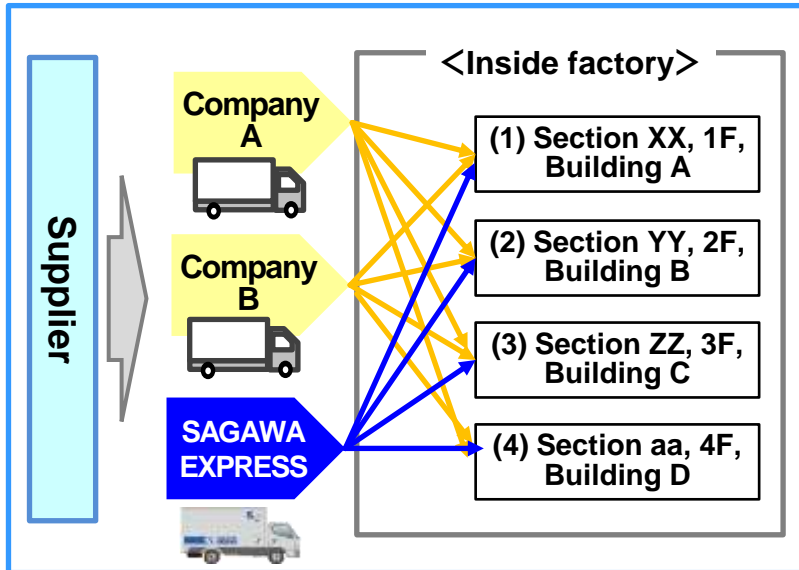 Supplier
Company
A
Company
B
SAGAWA
EXPRESS
<Inside factory>
(1) Section XX, 1F,
Building A
(2) Section YY, 2F,
Building B
(3) Section ZZ, 3F,
Building C
(4) Section aa, 4F,
Building D